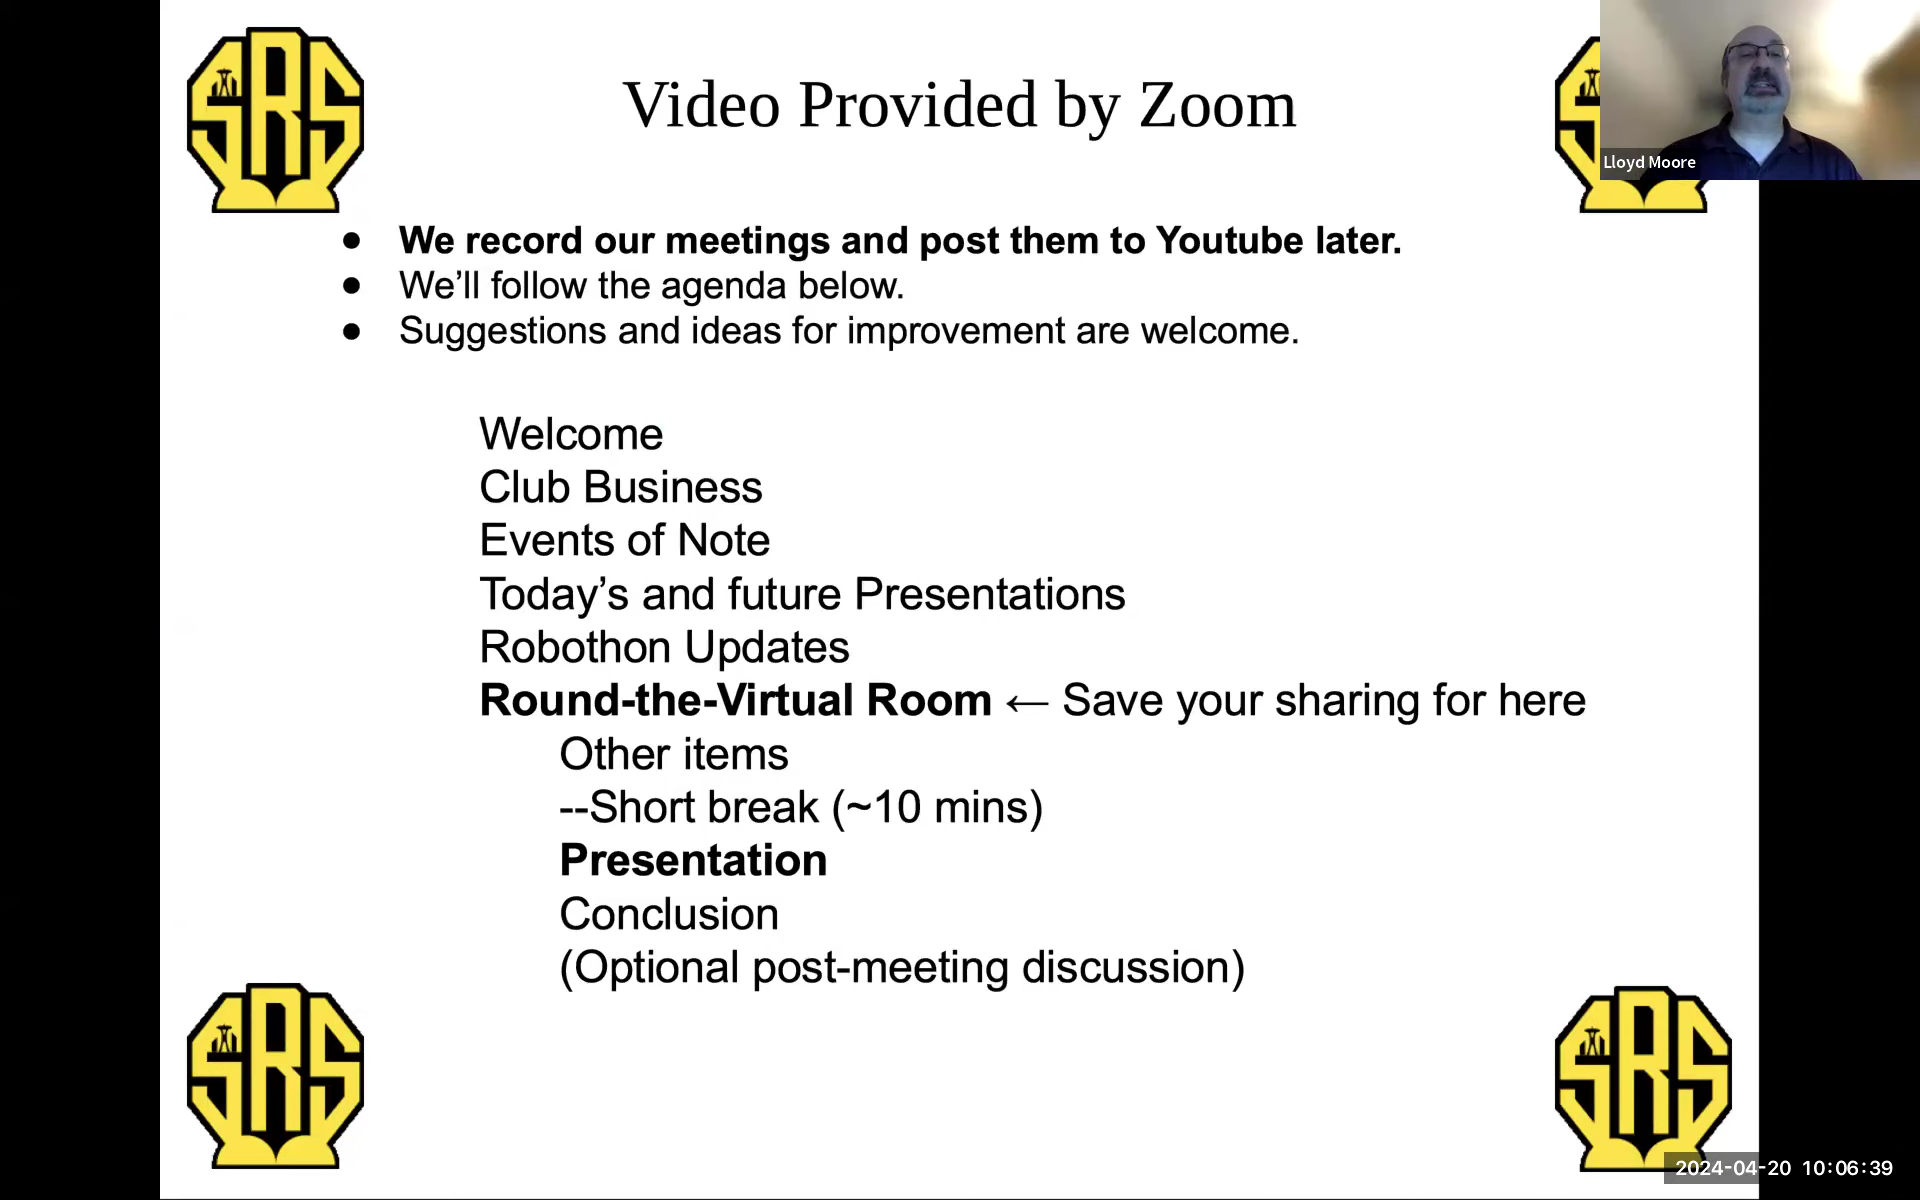 SRS
Video Provided by Zoom
Lloyd Moore
● We record our meetings and post them to Youtube later.
● We’ll follow the agenda below.
● Suggestions and ideas for improvement are welcome.
Welcome
Club Business
Events of Note
Today’s and future Presentations
Robothon Updates
Round-the-Virtual Room ← Save your sharing for here
Other items
--Short break (~10 mins)
Presentation
Conclusion
(Optional post-meeting discussion)
SRS
SRS
2024-04-20 10:06:39